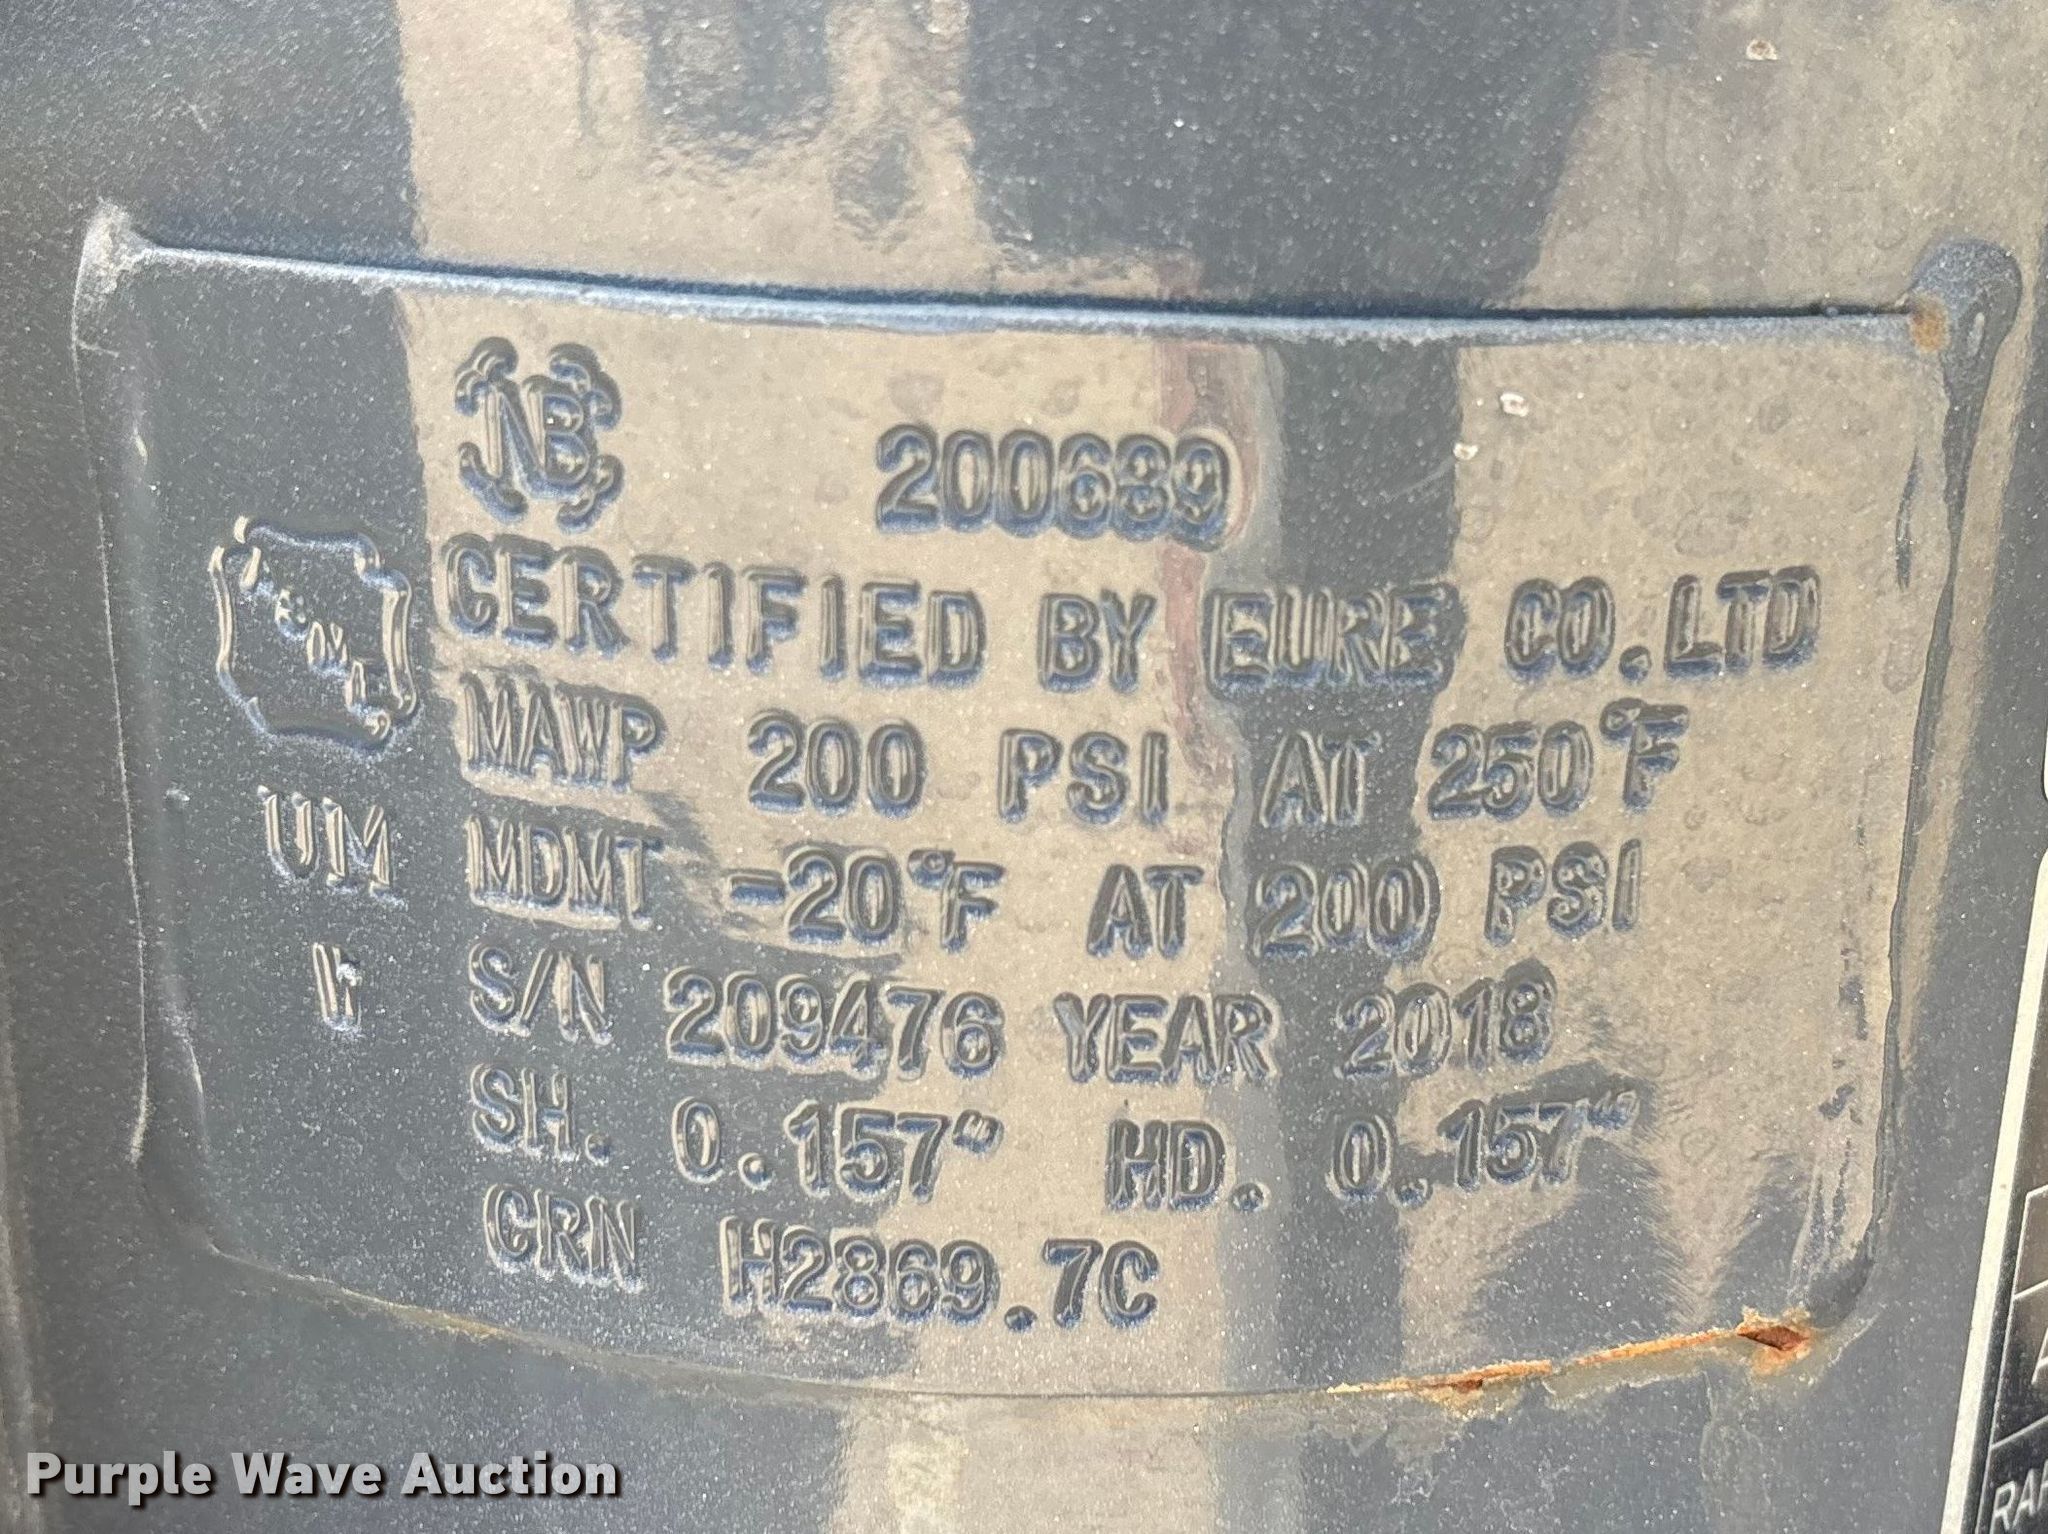 NB 200689
CERTIFIED BY EURE CO.LTD
MAWP 200 PSI AT 250°F
UM MDMT -20°F AT 200 PSI
W S/N 209476 YEAR 2018
SH. 0.157" HD. 0.157"
CRN H2869.7C
Purple Wave Auction